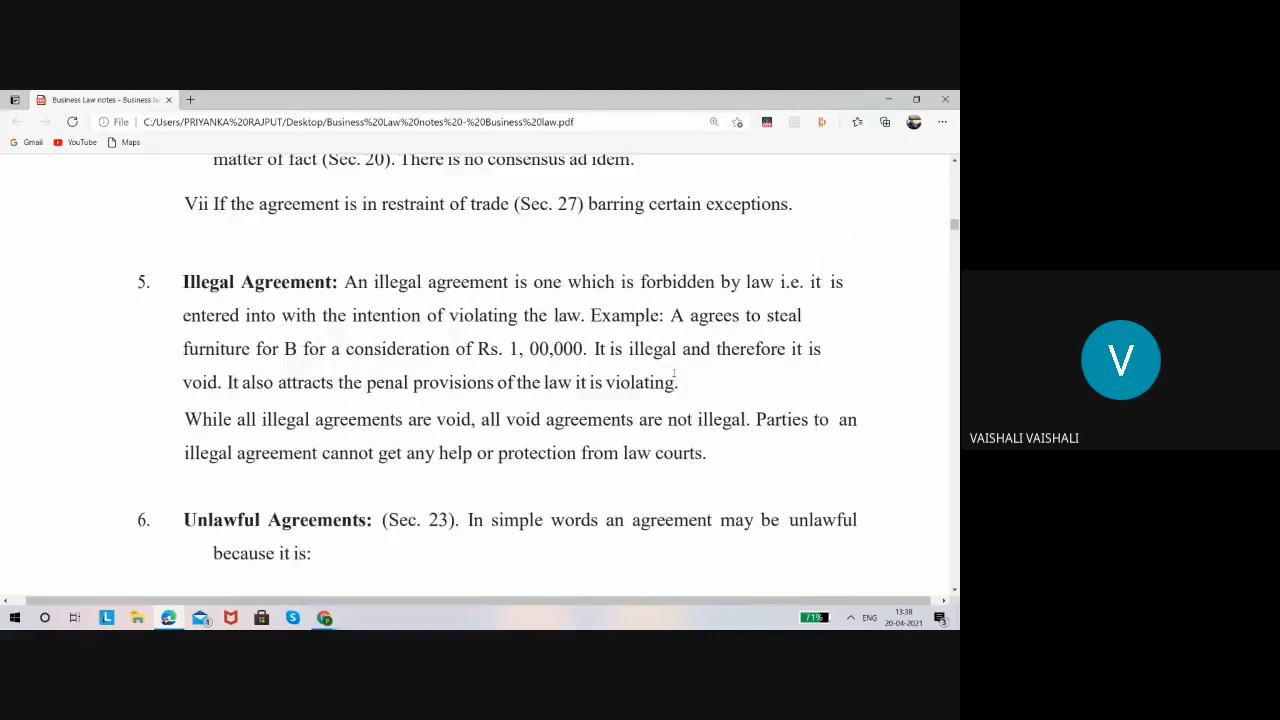 Business Law notes - Business la
File C:/Users/PRIYANKA%20RAJPUT/Desktop/Business%20Law%20notes%20-%20Business%20law.pdf
Gmail YouTube Maps
matter of fact (Sec. 20). There is no consensus ad idem.
Vii If the agreement is in restraint of trade (Sec. 27) barring certain exceptions.
5. Illegal Agreement: An illegal agreement is one which is forbidden by law i.e. it is
entered into with the intention of violating the law. Example: A agrees to steal
furniture for B for a consideration of Rs. 1, 00,000. It is illegal and therefore it is
void. It also attracts the penal provisions of the law it is violating.
While all illegal agreements are void, all void agreements are not illegal. Parties to an
illegal agreement cannot get any help or protection from law courts.
6. Unlawful Agreements: (Sec. 23). In simple words an agreement may be unlawful
because it is:
V
VAISHALI VAISHALI
71% ENG 13:38
20-04-2021